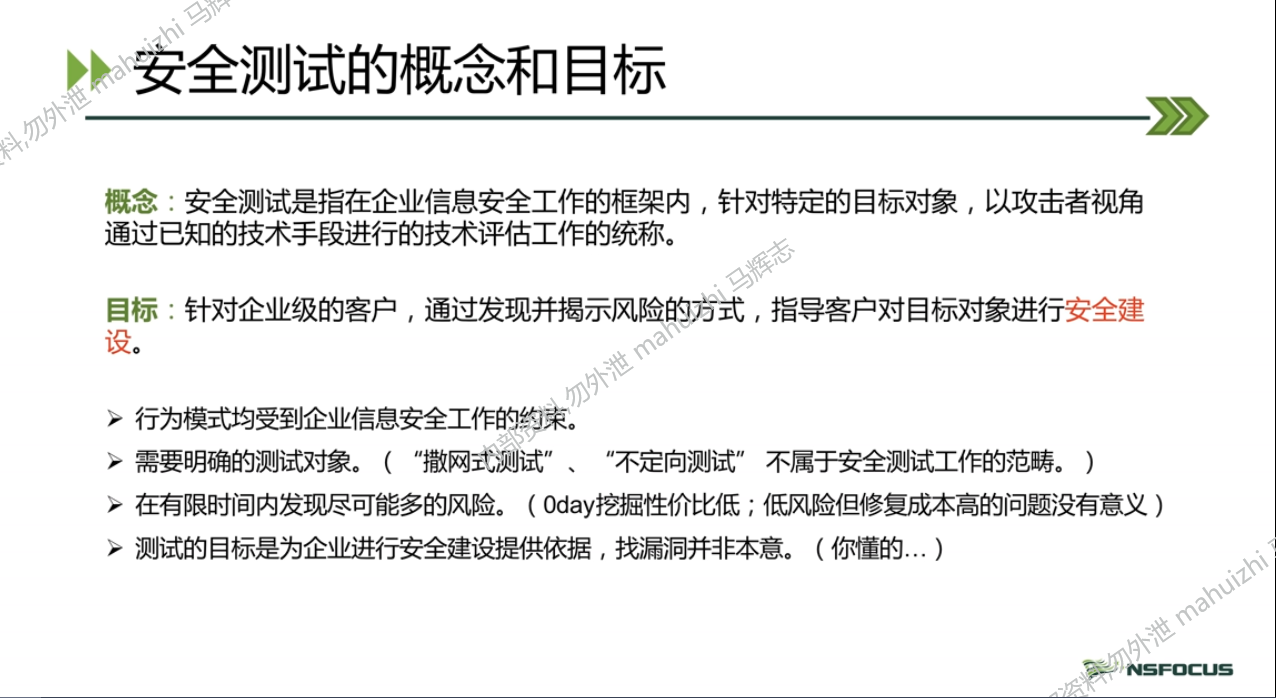 安全测试的概念和目标
概念：安全测试是指在企业信息安全工作的框架内，针对特定的目标对象，以攻击者视角
通过已知的技术手段进行的技术评估工作的统称。
目标：针对企业级的客户，通过发现并揭示风险的方式，指导客户对目标对象进行安全建
设。
➢ 行为模式均受到企业信息安全工作的约束。
➢ 需要明确的测试对象。（“撒网式测试”、“不定向测试” 不属于安全测试工作的范畴。）
➢ 在有限时间内发现尽可能多的风险。（0day挖掘性价比低；低风险但修复成本高的问题没有意义）
➢ 测试的目标是为企业进行安全建设提供依据，找漏洞并非本意。（你懂的…）
NSFOCUS
资料,勿外泄 mahuizhi 马辉
内部资料,勿外泄 mahuizhi 马辉志
资料,勿外泄 mahuizhi 马